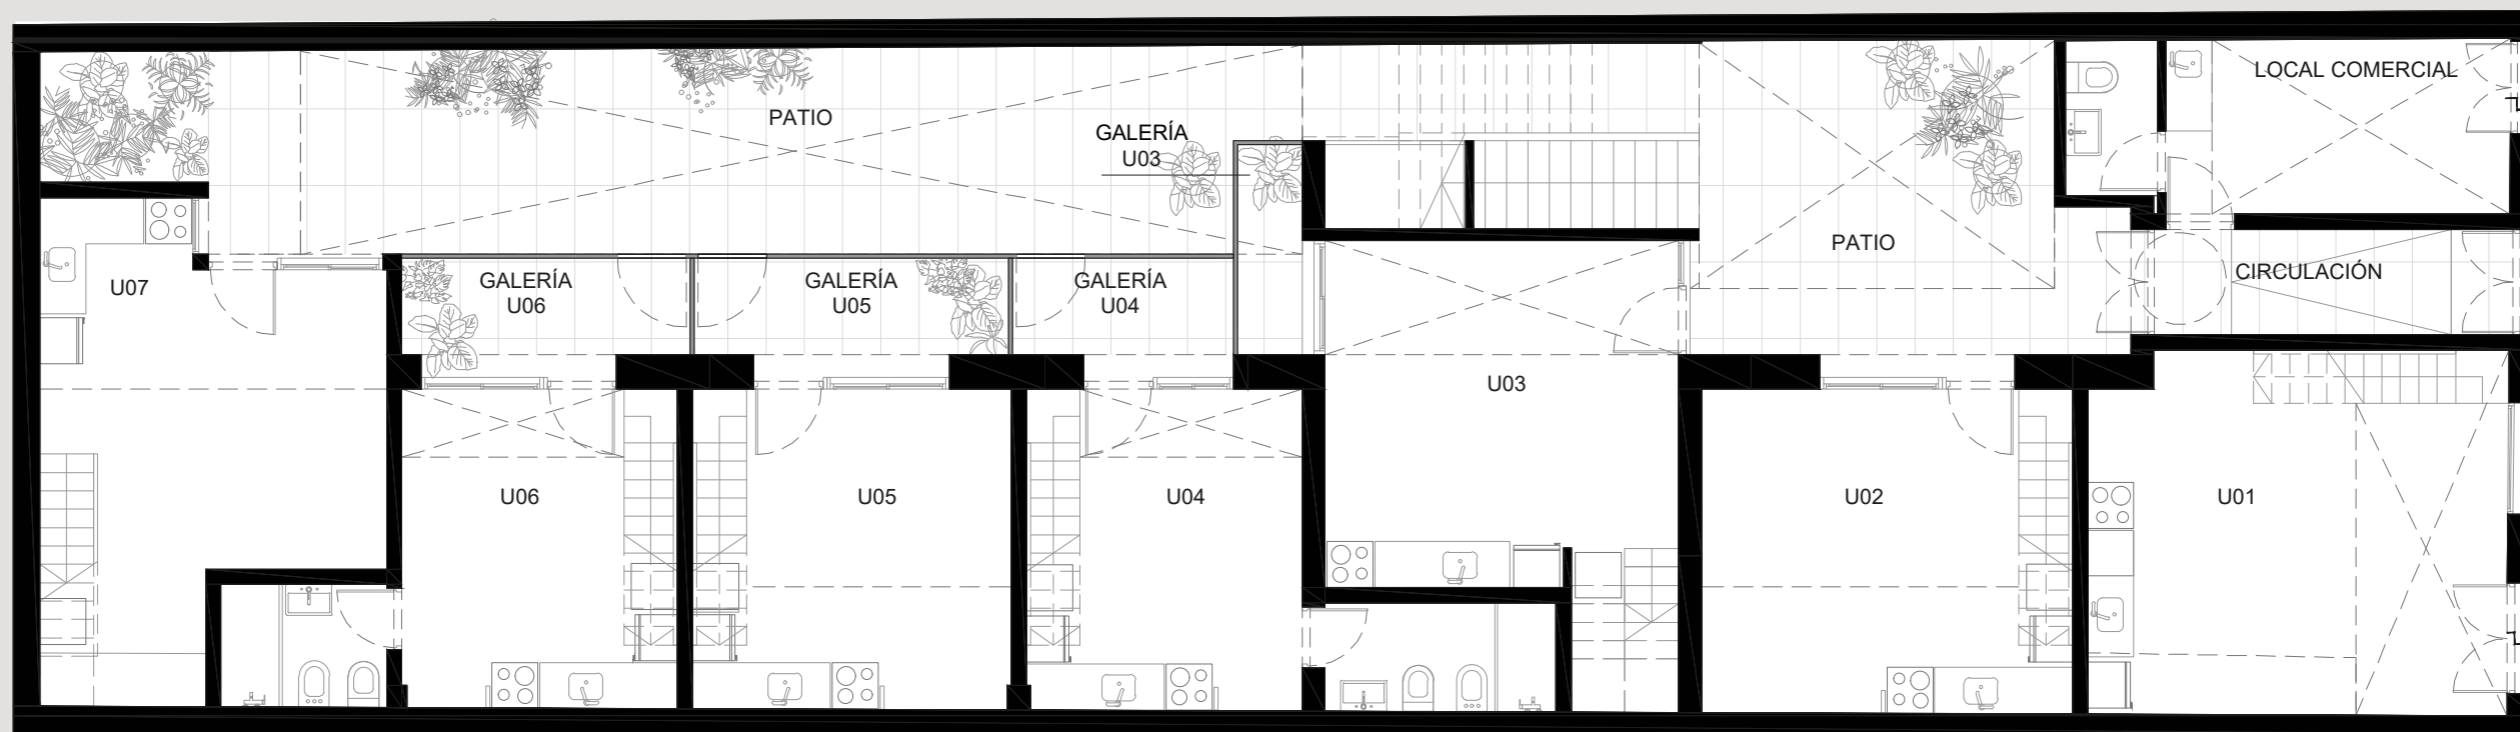 LOCAL COMERCIAL
PATIO
GALERÍA
U03
PATIO
CIRCULACIÓN
U07
GALERÍA
U06
GALERÍA
U05
GALERÍA
U04
U03
U06
U05
U04
U02
U01